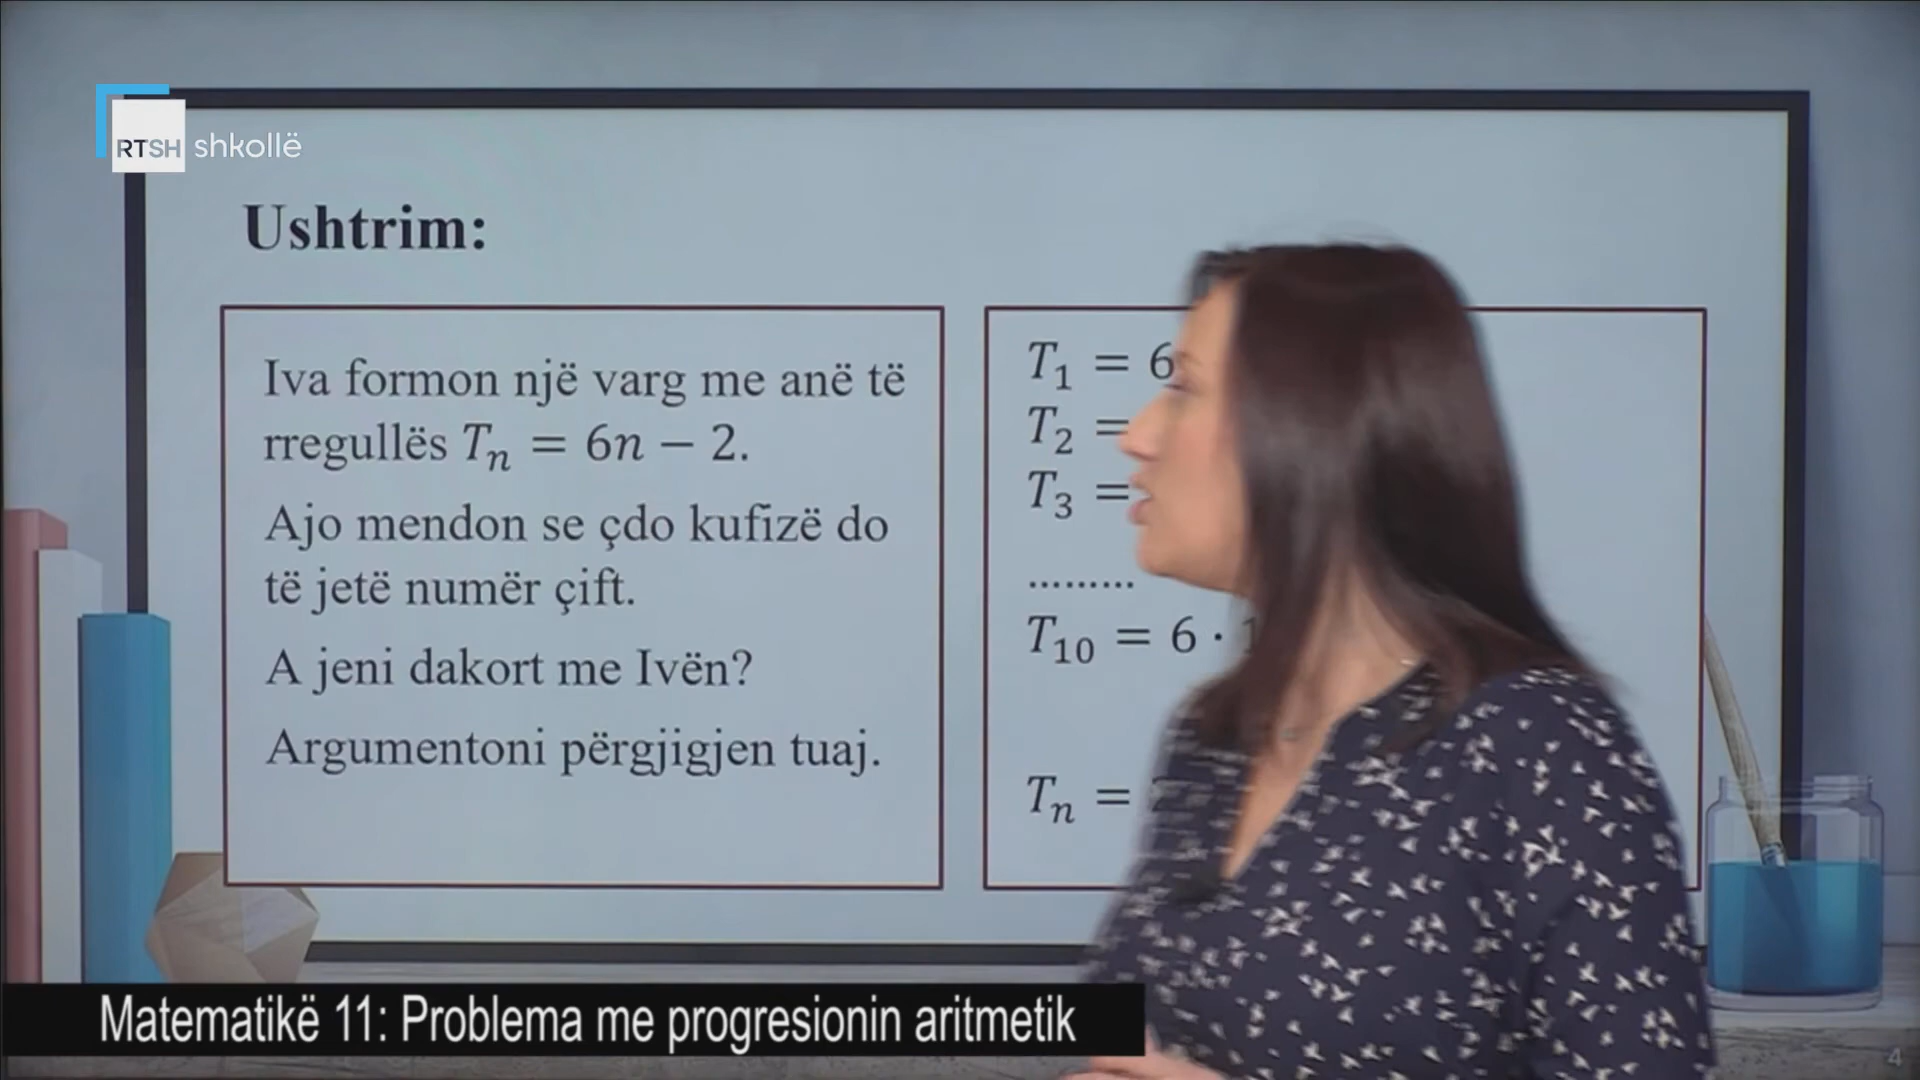 RTSH shkollë
Ushtrim:
Iva formon një varg me anë të
rregullës Tₙ = 6n − 2.
Ajo mendon se çdo kufizë do
të jetë numër çift.
A jeni dakort me Ivën?
Argumentoni përgjigjen tuaj.
T₁ = 6
T₂ =
T₃ =
.........
T₁₀ = 6 ·
Tₙ =
Matematikë 11: Problema me progresionin aritmetik
4